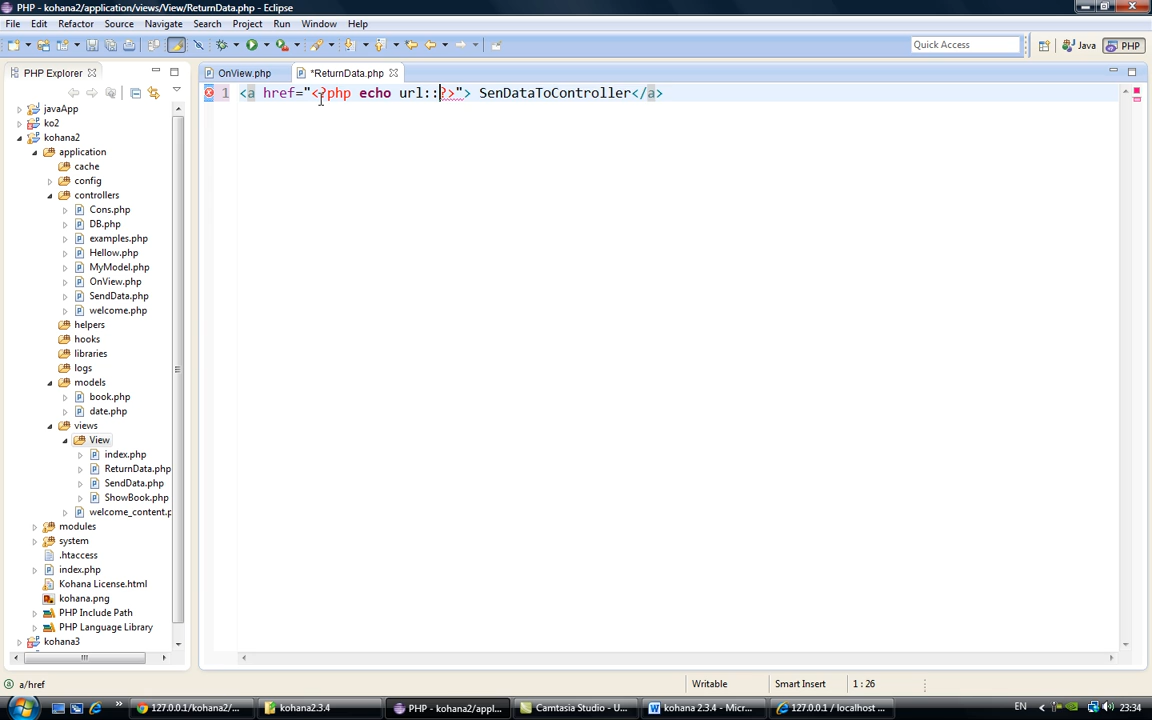 PHP - kohana2/application/views/View/ReturnData.php - Eclipse
File Edit Refactor Source Navigate Search Project Run Window Help
Quick Access Java PHP
PHP Explorer OnView.php *ReturnData.php
1 <a href="<?php echo url::?>"> SenDataToController</a>
javaApp
ko2
kohana2
application
cache
config
controllers
Cons.php
DB.php
examples.php
Hellow.php
MyModel.php
OnView.php
SendData.php
welcome.php
helpers
hooks
libraries
logs
models
book.php
date.php
views
View
index.php
ReturnData.php
SendData.php
ShowBook.php
welcome_content.p
modules
system
.htaccess
index.php
Kohana License.html
kohana.png
PHP Include Path
PHP Language Library
kohana3
a/href Writable Smart Insert 1 : 26
127.0.0.1/kohana2/... kohana2.3.4 PHP - kohana2/appl... Camtasia Studio - U... kohana 2.3.4 - Micr... 127.0.0.1 / localhost ... EN 23:34